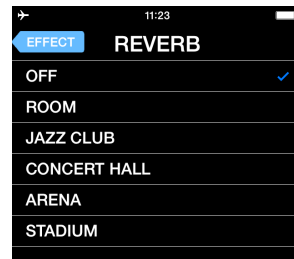 11:23
EFFECT REVERB
OFF
ROOM
JAZZ CLUB
CONCERT HALL
ARENA
STADIUM